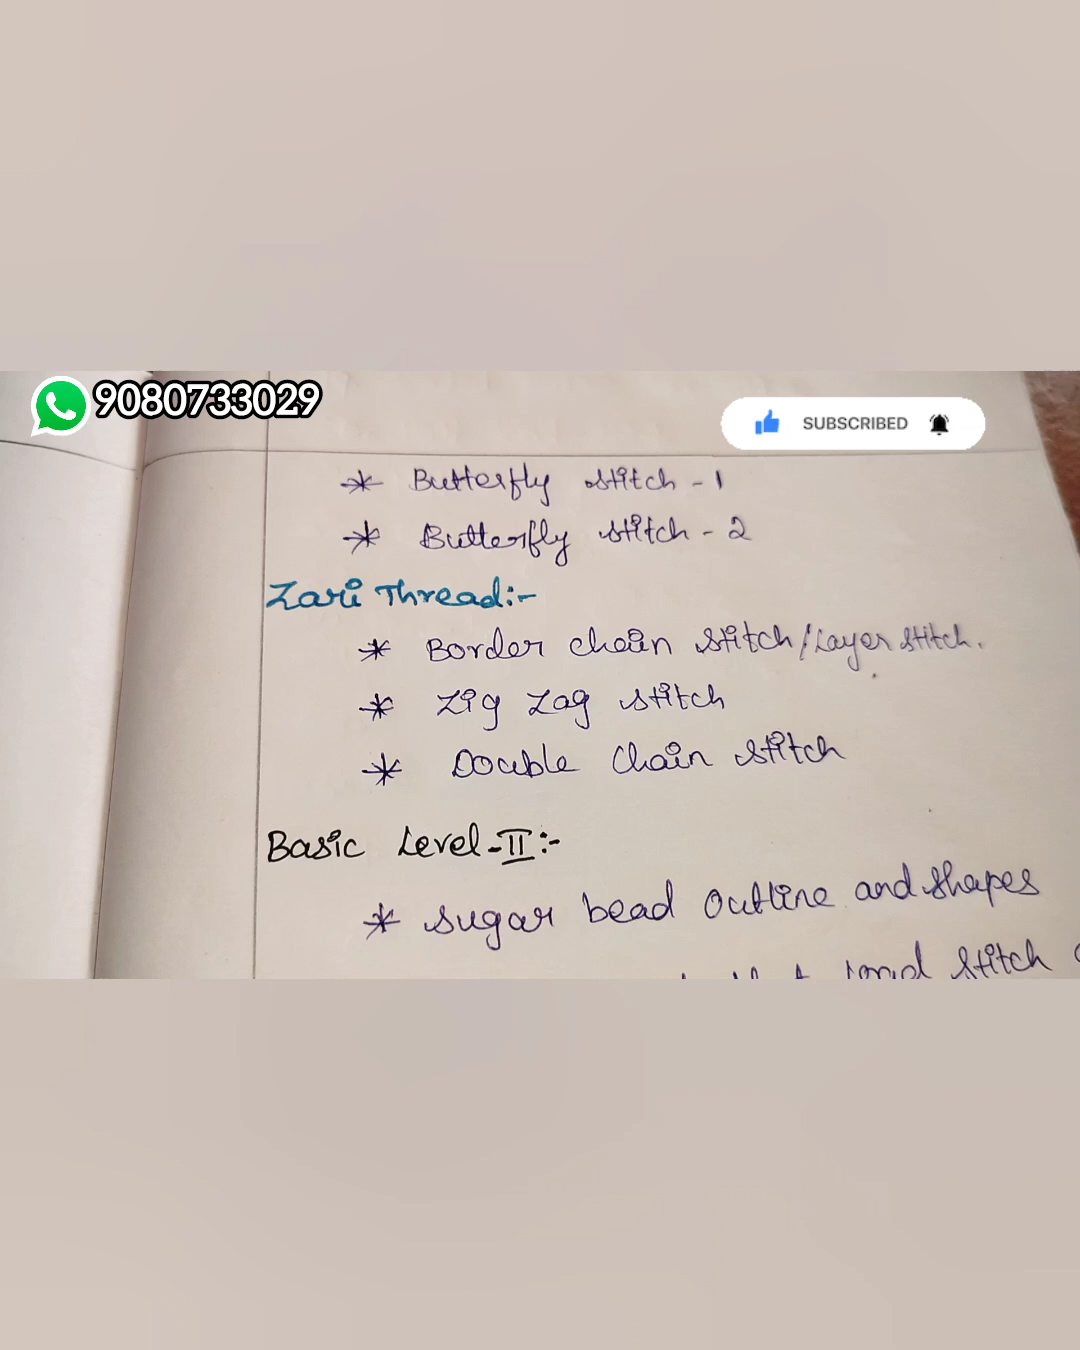 9080733029
SUBSCRIBED
* Butterfly stitch - 1
* Butterfly stitch - 2
Zari Thread:-
* Border chain stitch/Layer stitch.
* Zig Zag stitch
* Double Chain stitch
Basic Level-II:-
* Sugar bead outline and shapes
stitch